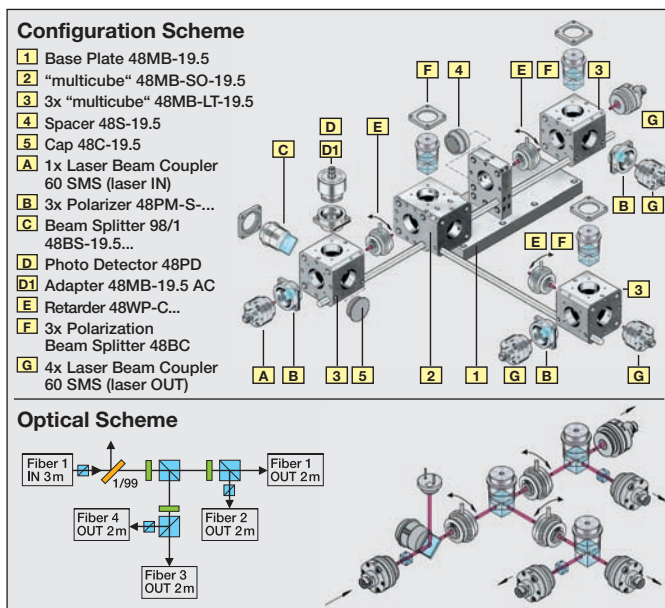 Configuration Scheme
1 Base Plate 48MB-19.5
2 "multicube“ 48MB-SO-19.5
3 3x "multicube“ 48MB-LT-19.5
4 Spacer 48S-19.5
5 Cap 48C-19.5
A 1x Laser Beam Coupler
60 SMS (laser IN)
B 3x Polarizer 48PM-S-...
C Beam Splitter 98/1
48BS-19.5...
D Photo Detector 48PD
D1 Adapter 48MB-19.5 AC
E Retarder 48WP-C...
F 3x Polarization
Beam Splitter 48BC
G 4x Laser Beam Coupler
60 SMS (laser OUT)
F 4 E F 3
D E
D1
C
G
B G
E F
3
A B 3 5 2 G B 1 G
Optical Scheme
Fiber 1
IN 3m
1/99
Fiber 1
OUT 2m
Fiber 4
OUT 2m
Fiber 2
OUT 2m
Fiber 3
OUT 2m